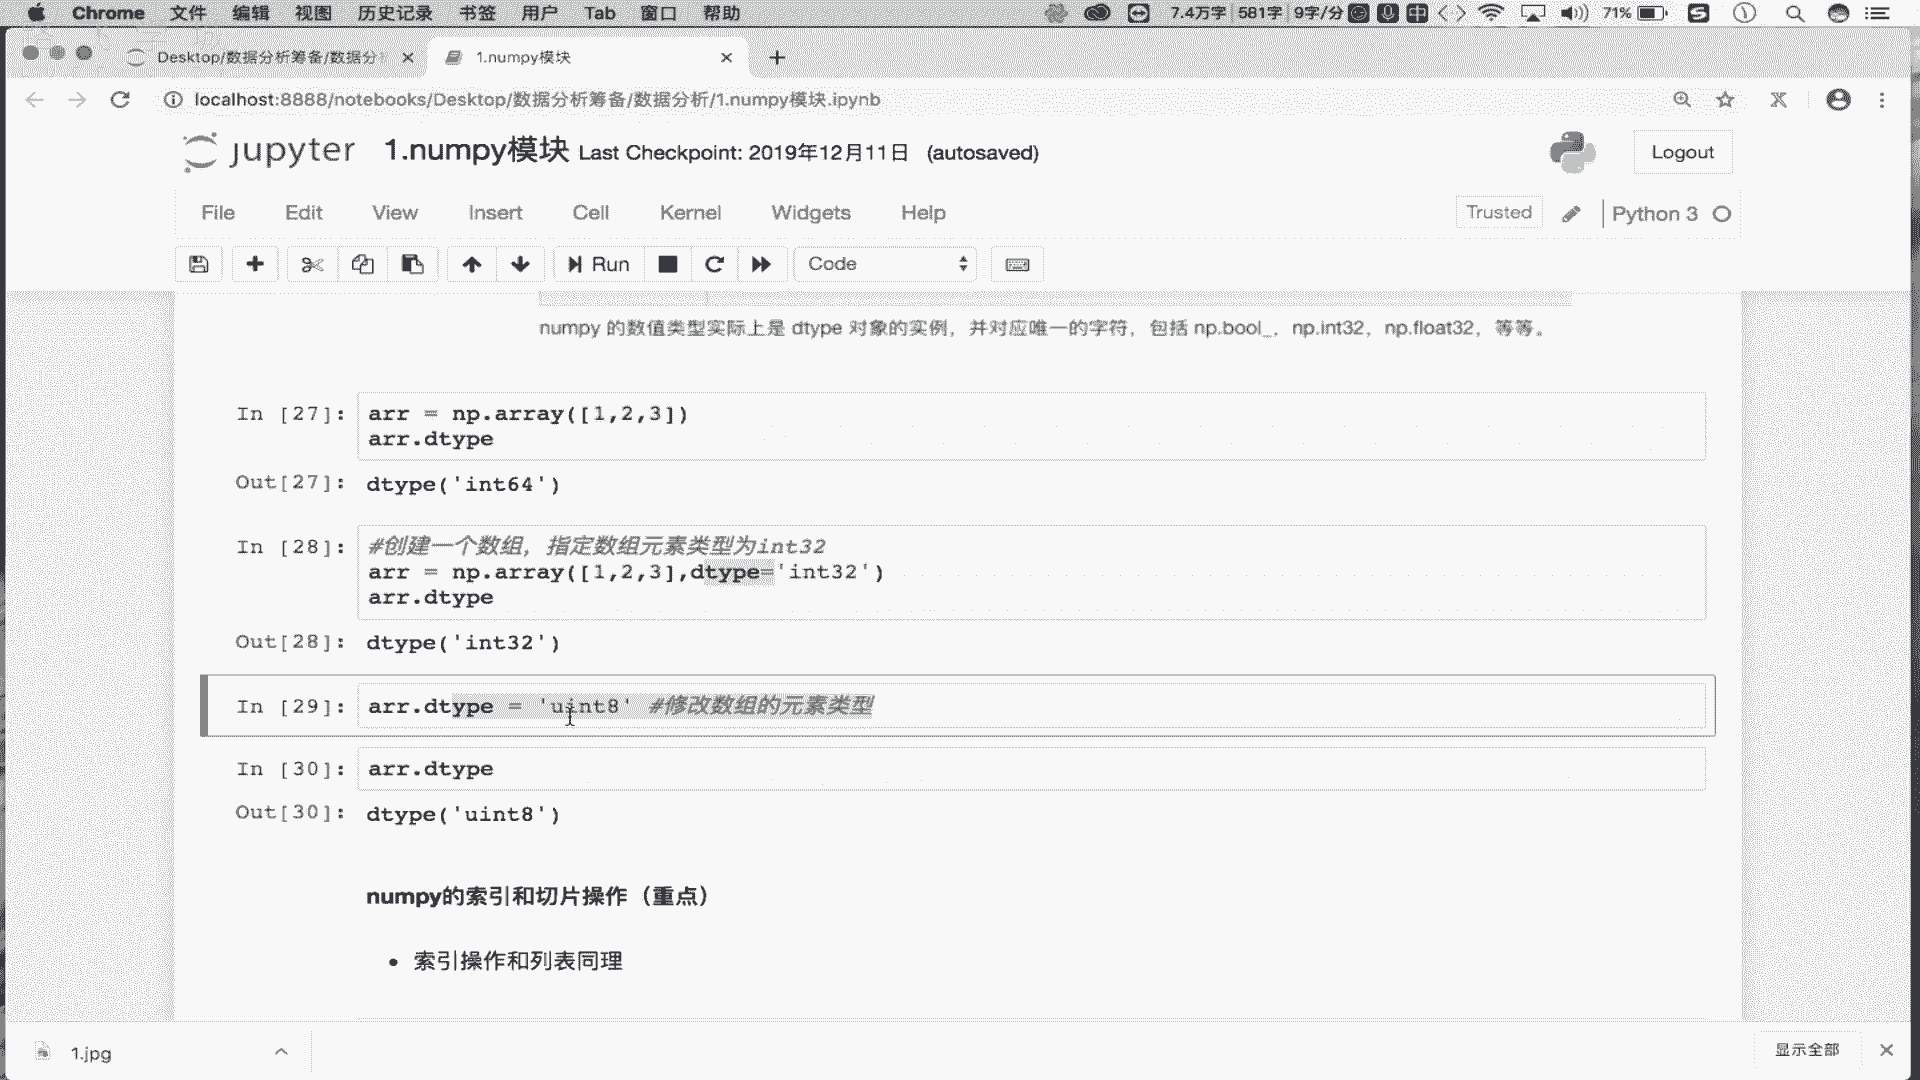 Chrome 文件 编辑 视图 历史记录 书签 用户 Tab 窗口 帮助 7.4万字 581字 9字/分 中 71% S
Desktop/数据分析筹备/数据分 1.numpy模块
localhost:8888/notebooks/Desktop/数据分析筹备/数据分析/1.numpy模块.ipynb
jupyter 1.numpy模块 Last Checkpoint: 2019年12月11日 (autosaved) Logout
File Edit View Insert Cell Kernel Widgets Help Trusted Python 3
Run Code
numpy 的数值类型实际上是 dtype 对象的实例，并对应唯一的字符，包括 np.bool_，np.int32，np.float32，等等。
In [27]: arr = np.array([1,2,3])
arr.dtype
Out[27]: dtype('int64')
In [28]: #创建一个数组，指定数组元素类型为int32
arr = np.array([1,2,3],dtype='int32')
arr.dtype
Out[28]: dtype('int32')
In [29]: arr.dtype = 'uint8' #修改数组的元素类型
In [30]: arr.dtype
Out[30]: dtype('uint8')
numpy的索引和切片操作（重点）
• 索引操作和列表同理
1.jpg 显示全部